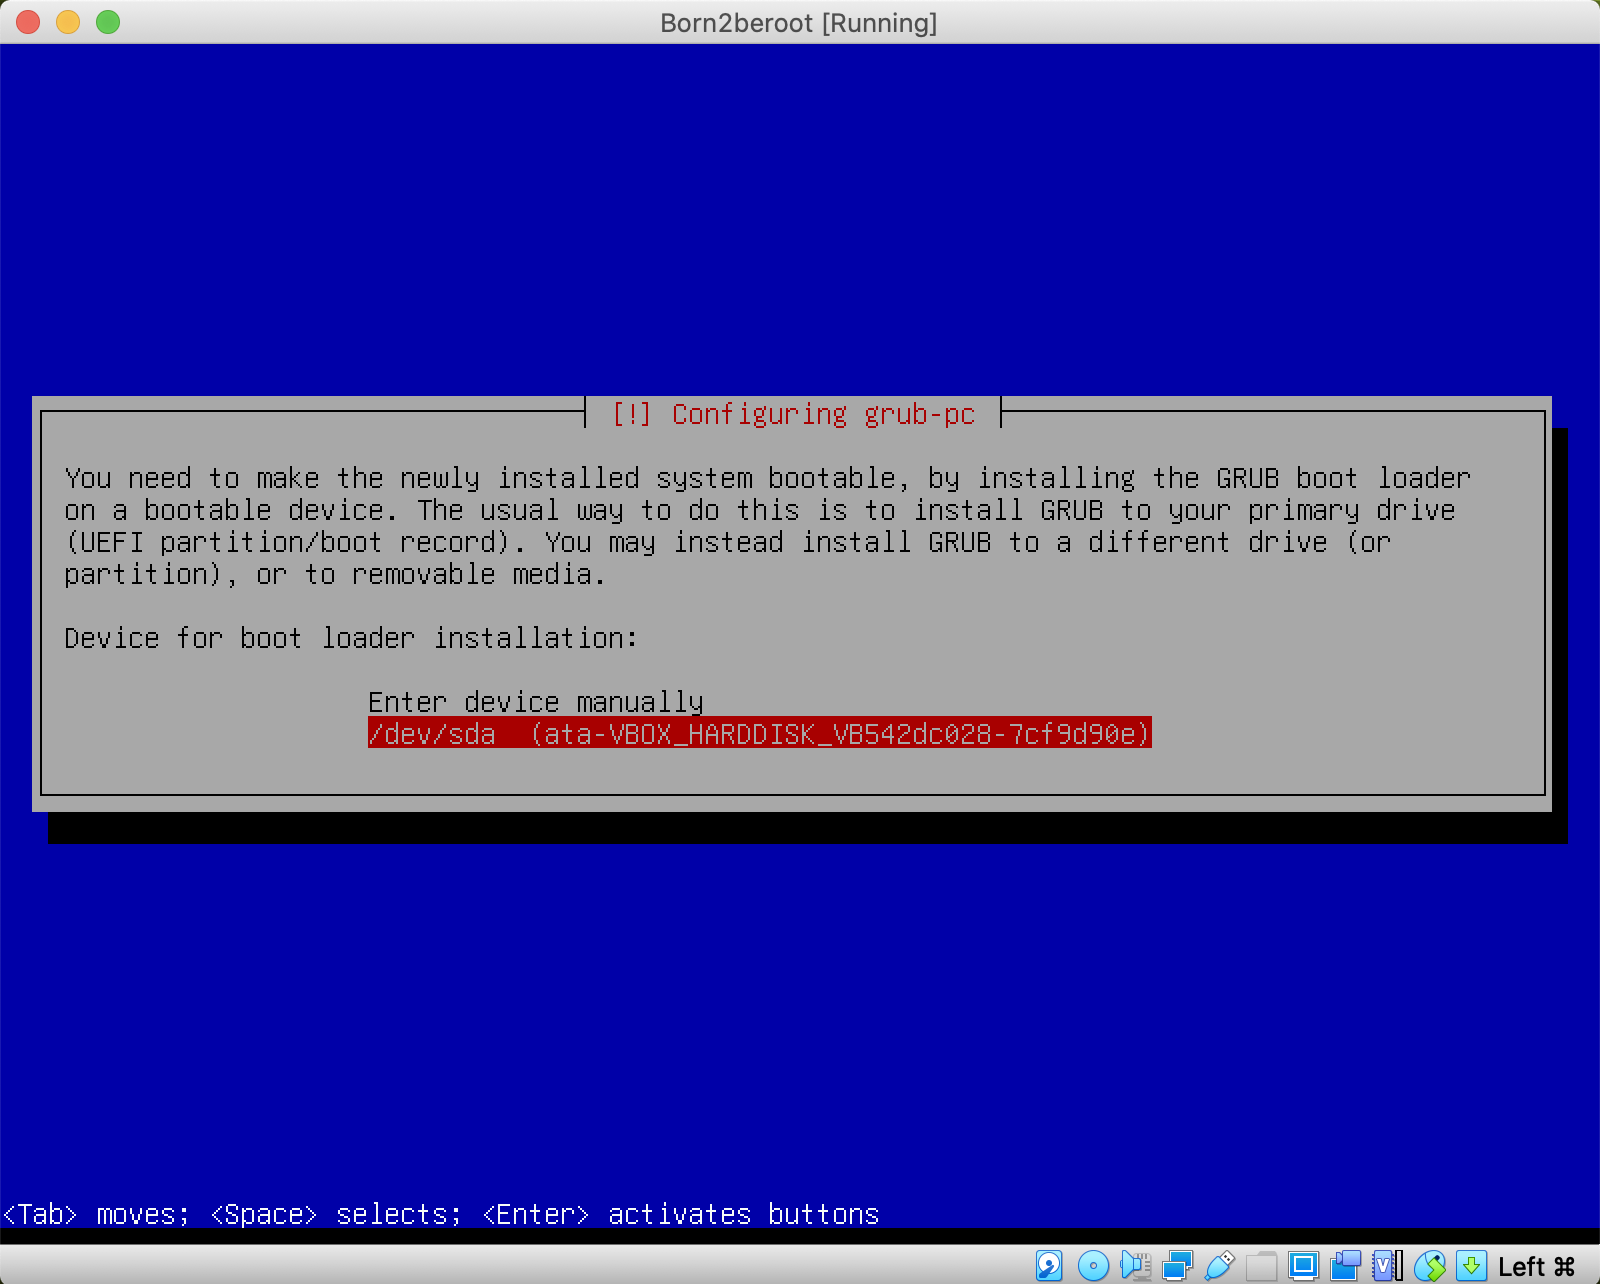 Born2beroot [Running]
[!] Configuring grub-pc
You need to make the newly installed system bootable, by installing the GRUB boot loader
on a bootable device. The usual way to do this is to install GRUB to your primary drive
(UEFI partition/boot record). You may instead install GRUB to a different drive (or
partition), or to removable media.
Device for boot loader installation:
Enter device manually
/dev/sda  (ata-VBOX_HARDDISK_VB542dc028-7cf9d90e)
<Tab> moves; <Space> selects; <Enter> activates buttons
Left ⌘